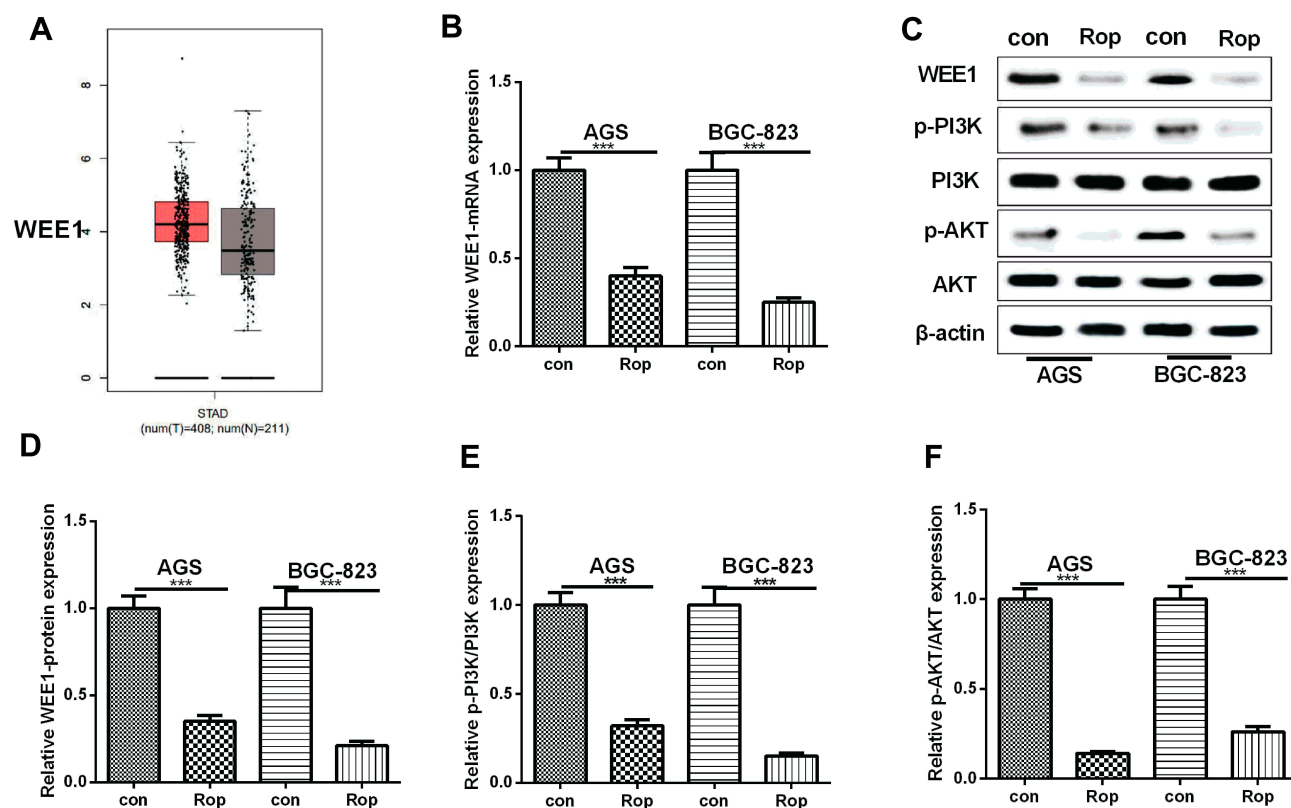 A
8
6
4
2
0
WEE1
STAD
(num(T)=408; num(N)=211)
B
Relative WEE1-mRNA expression
1.5
1.0
0.5
0.0
AGS
***
BGC-823
***
con
Rop
con
Rop
C
con Rop con Rop
WEE1
p-PI3K
PI3K
p-AKT
AKT
β-actin
AGS BGC-823
D
Relative WEE1-protein expression
1.5
1.0
0.5
0.0
AGS
***
BGC-823
***
con
Rop
con
Rop
E
Relative p-PI3K/PI3K expression
1.5
1.0
0.5
0.0
AGS
***
BGC-823
***
con
Rop
con
Rop
F
Relative p-AKT/AKT expression
1.5
1.0
0.5
0.0
AGS
***
BGC-823
***
con
Rop
con
Rop